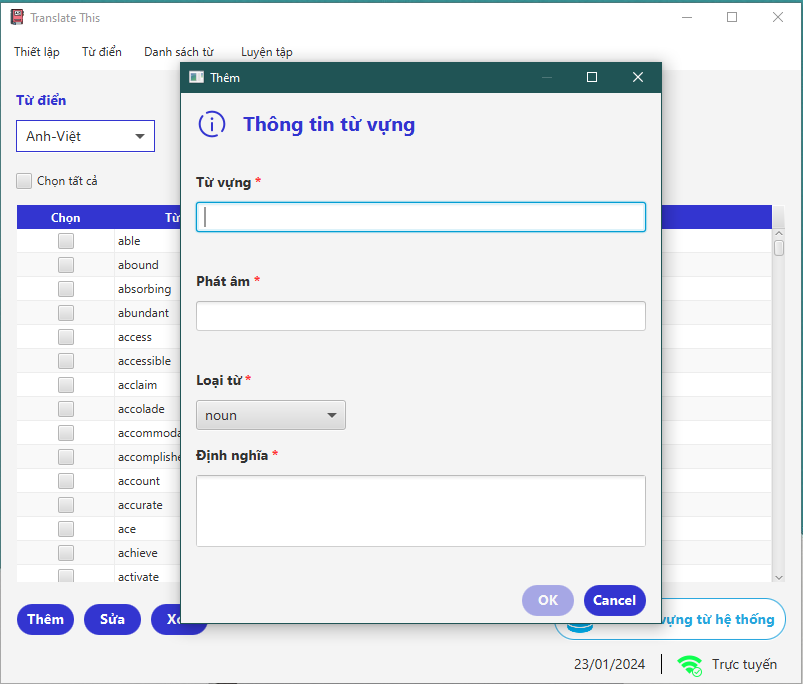 Translate This
Thiết lập Từ điển Danh sách từ Luyện tập
Từ điển
Anh-Việt
Chọn tất cả
Chọn Từ
able
abound
absorbing
abundant
access
accessible
acclaim
accolade
accommoda
accomplishe
account
accurate
ace
achieve
activate
Thêm
Thông tin từ vựng
Từ vựng *
Phát âm *
Loại từ *
noun
Định nghĩa *
OK Cancel
Thêm Sửa vựng từ hệ thống
23/01/2024 Trực tuyến